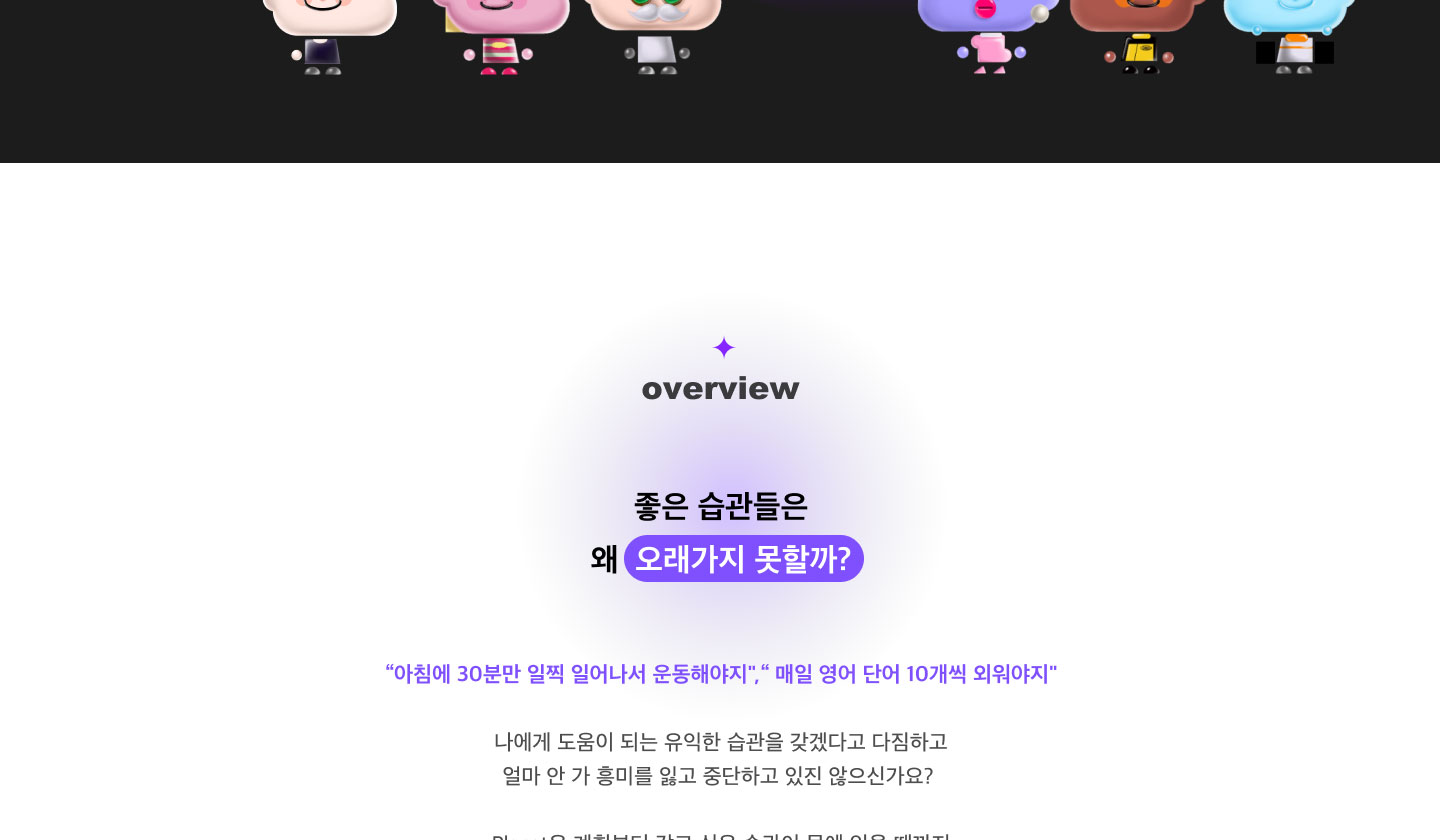 overview
좋은 습관들은
왜 오래가지 못할까?
“아침에 30분만 일찍 일어나서 운동해야지",“ 매일 영어 단어 10개씩 외워야지"
나에게 도움이 되는 유익한 습관을 갖겠다고 다짐하고
얼마 안 가 흥미를 잃고 중단하고 있진 않으신가요?